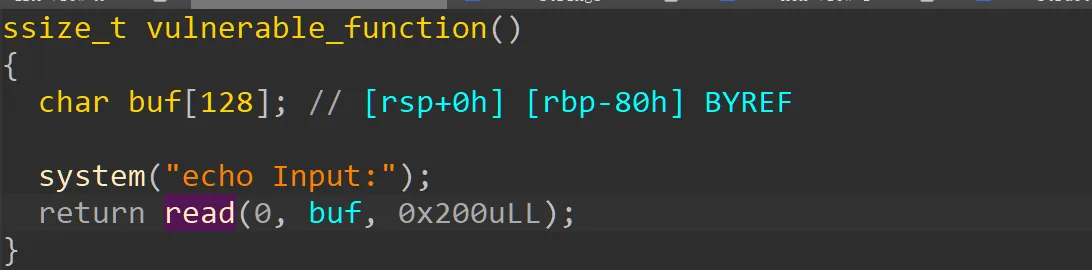 ssize_t vulnerable_function()
{
  char buf[128]; // [rsp+0h] [rbp-80h] BYREF

  system("echo Input:");
  return read(0, buf, 0x200uLL);
}